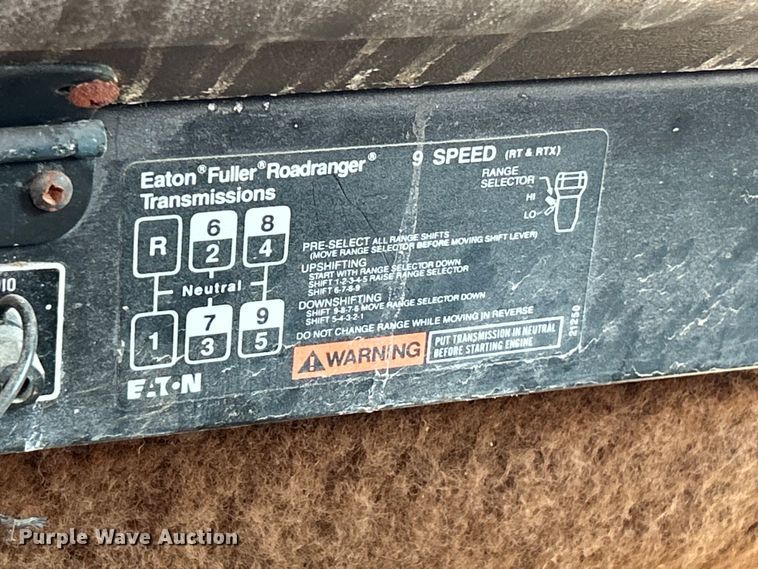 Eaton®Fuller®Roadranger® 9 SPEED (RT & RTX)
Transmissions
RANGE
SELECTOR
HI
LO
R 6 8
2 4
Neutral
1 7 9
3 5
PRE-SELECT ALL RANGE SHIFTS
(MOVE RANGE SELECTOR BEFORE MOVING SHIFT LEVER)
UPSHIFTING
START WITH RANGE SELECTOR DOWN
SHIFT 1-2-3-4-5 RAISE RANGE SELECTOR
SHIFT 6-7-8-9
DOWNSHIFTING
SHIFT 9-8-7-6 MOVE RANGE SELECTOR DOWN
SHIFT 5-4-3-2-1
DO NOT CHANGE RANGE WHILE MOVING IN REVERSE
WARNING
PUT TRANSMISSION IN NEUTRAL
BEFORE STARTING ENGINE
EATON
Purple Wave Auction